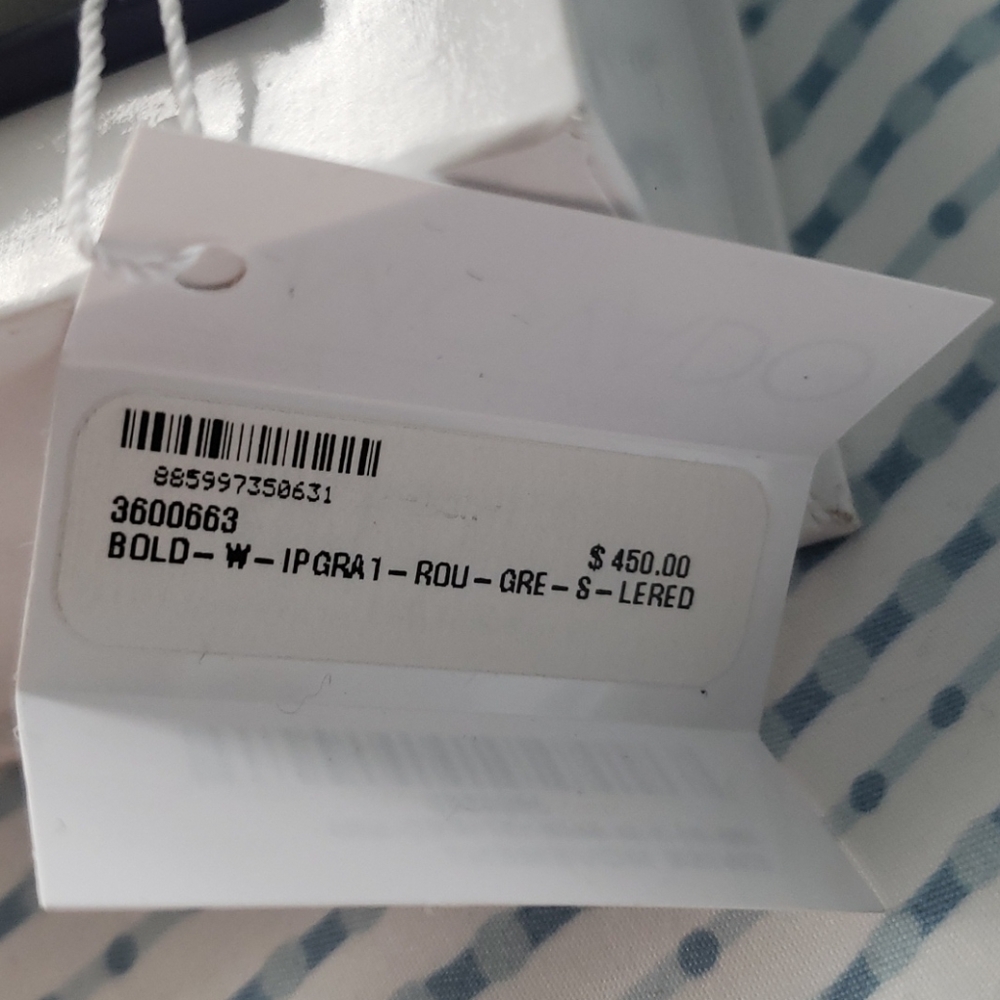 885997350631
3600663
$ 450.00
BOLD-W-IPGRA1-ROU-GRE-S-LERED